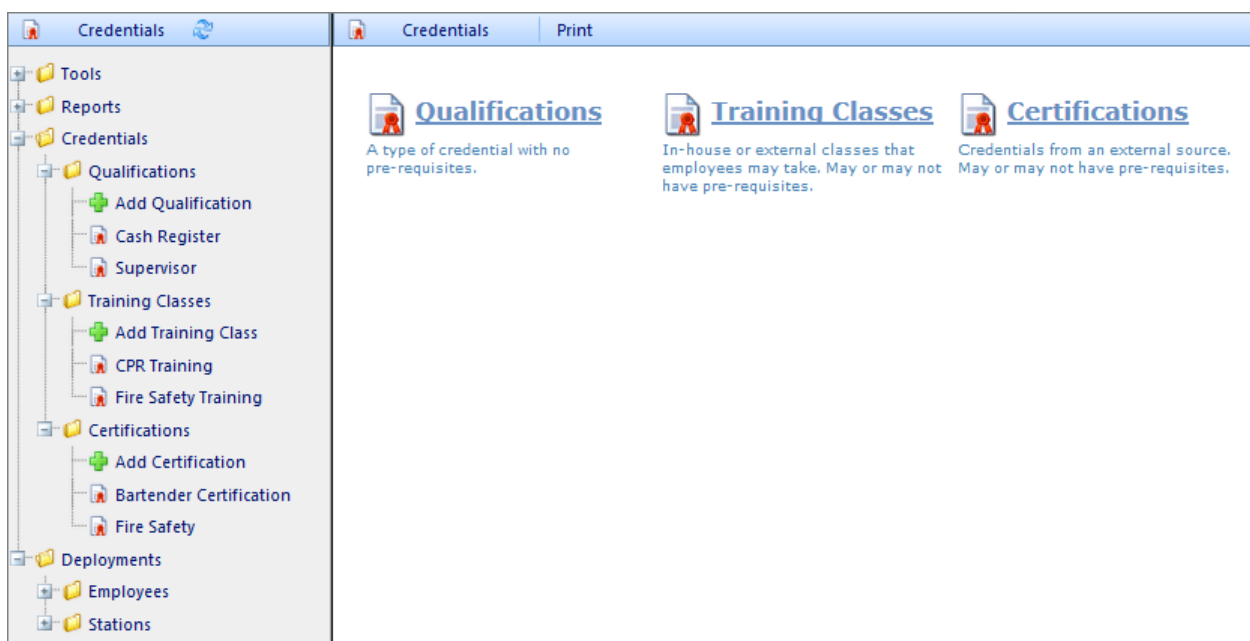 Credentials
Tools
Reports
Credentials
Qualifications
Add Qualification
Cash Register
Supervisor
Training Classes
Add Training Class
CPR Training
Fire Safety Training
Certifications
Add Certification
Bartender Certification
Fire Safety
Deployments
Employees
Stations
Credentials Print
Qualifications
A type of credential with no
pre-requisites.
Training Classes
In-house or external classes that
employees may take. May or may not
have pre-requisites.
Certifications
Credentials from an external source.
May or may not have pre-requisites.